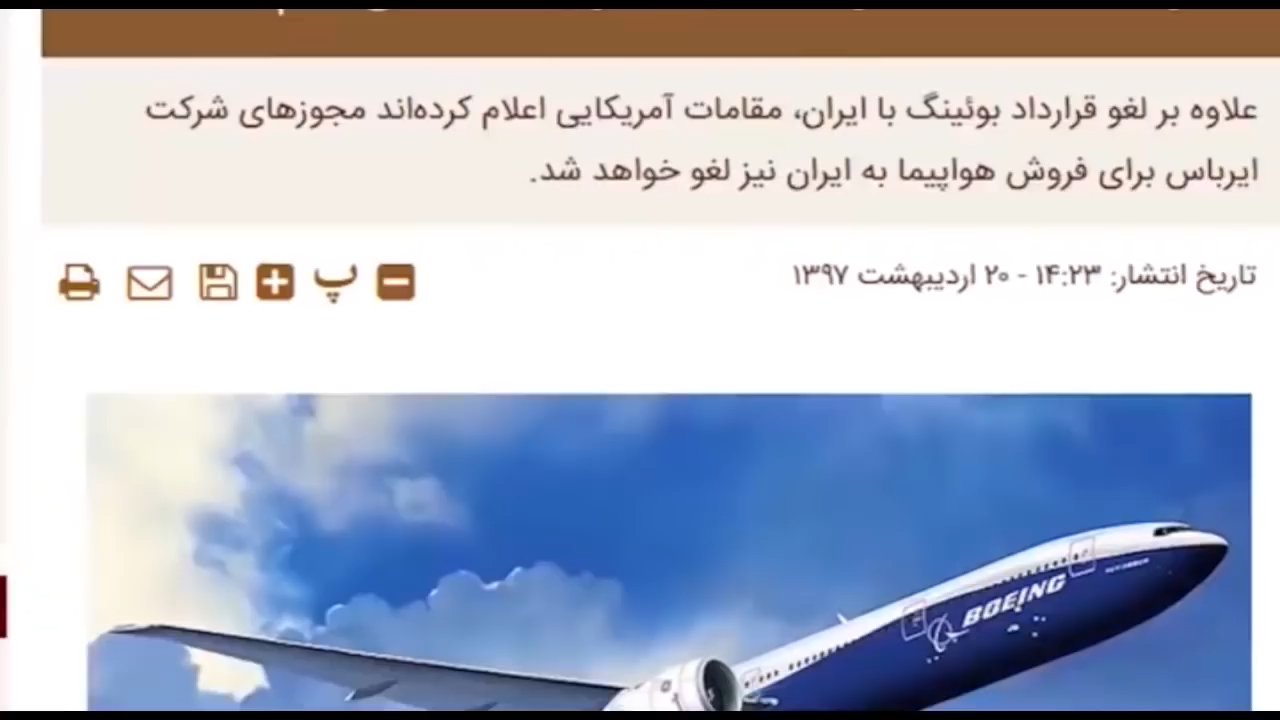 علاوه بر لغو قرارداد بوئینگ با ایران، مقامات آمریکایی اعلام کرده‌اند مجوزهای شرکت
ایرباس برای فروش هواپیما به ایران نیز لغو خواهد شد.
تاریخ انتشار: ۱۴:۲۳ - ۲۰ اردیبهشت ۱۳۹۷
پ
BOEING